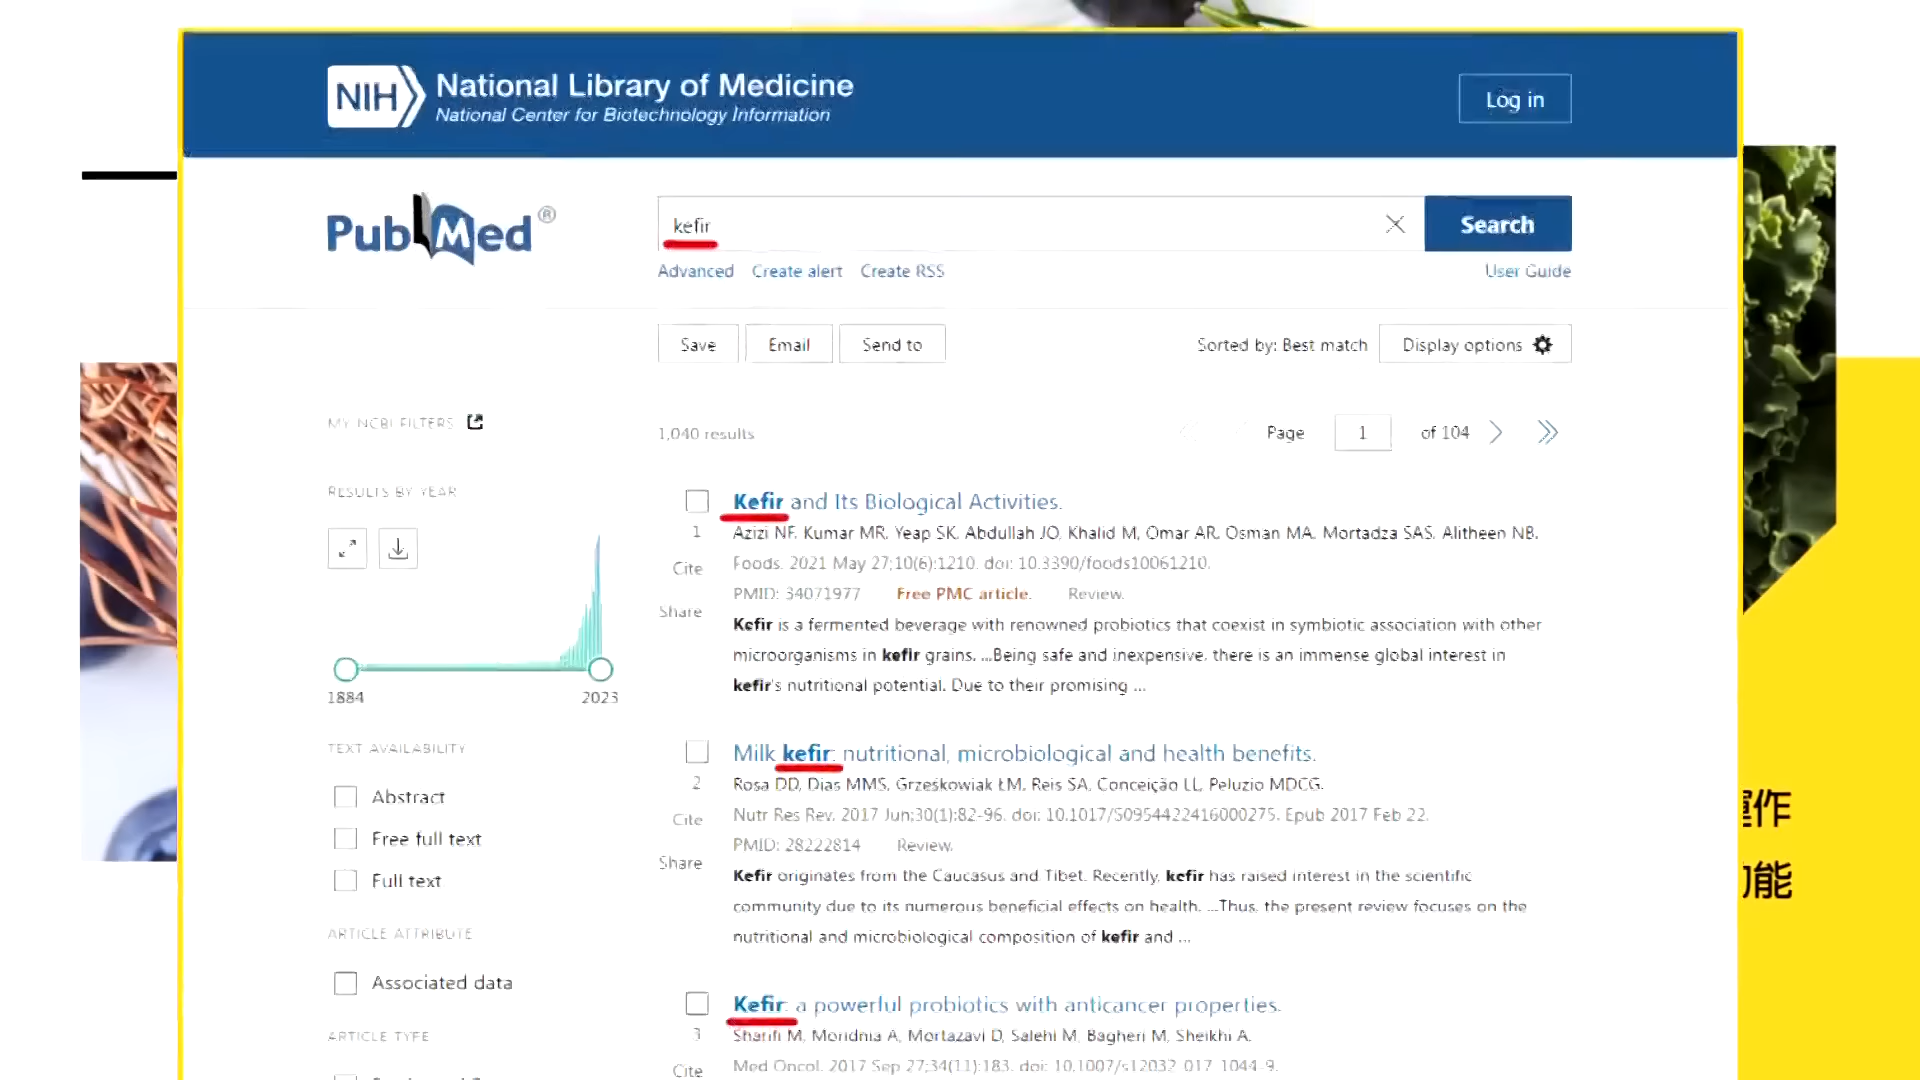 NIH National Library of Medicine
National Center for Biotechnology Information
Log in
PubMed®
kefir
Search
Advanced Create alert Create RSS
User Guide
Save Email Send to
Sorted by: Best match Display options
MY NCBI FILTERS
1,040 results
Page 1 of 104
RESULTS BY YEAR
1884 2023
TEXT AVAILABILITY
Abstract
Free full text
Full text
ARTICLE ATTRIBUTE
Associated data
ARTICLE TYPE
Kefir and Its Biological Activities.
1
Azizi NF, Kumar MR, Yeap SK, Abdullah JO, Khalid M, Omar AR, Osman MA, Mortadza SAS, Alitheen NB.
Cite
Foods. 2021 May 27;10(6):1210. doi: 10.3390/foods10061210.
PMID: 34071977 Free PMC article. Review.
Share
Kefir is a fermented beverage with renowned probiotics that coexist in symbiotic association with other
microorganisms in kefir grains. ...Being safe and inexpensive, there is an immense global interest in
kefir's nutritional potential. Due to their promising ...
Milk kefir: nutritional, microbiological and health benefits.
2
Rosa DD, Dias MMS, Grześkowiak ŁM, Reis SA, Conceição LL, Peluzio MDCG.
Cite
Nutr Res Rev. 2017 Jun;30(1):82-96. doi: 10.1017/S0954422416000275. Epub 2017 Feb 22.
PMID: 28222814 Review.
Share
Kefir originates from the Caucasus and Tibet. Recently, kefir has raised interest in the scientific
community due to its numerous beneficial effects on health. ...Thus, the present review focuses on the
nutritional and microbiological composition of kefir and ...
Kefir: a powerful probiotics with anticancer properties.
3
Sharifi M, Moridnia A, Mortazavi D, Salehi M, Bagheri M, Sheikhi A.
Cite
Med Oncol. 2017 Sep 27;34(11):183. doi: 10.1007/s12032-017-1044-9.
運作
功能